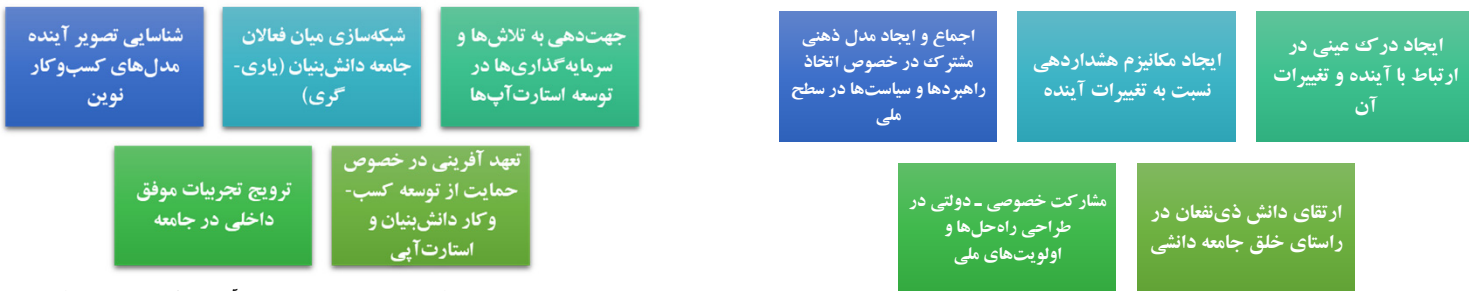 ایجاد درک عینی در
ارتباط با آینده و تغییرات
آن
ایجاد مکانیزم هشداردهی
نسبت به تغییرات آینده
اجماع و ایجاد مدل ذهنی
مشترک در خصوص اتخاذ
راهبردها و سیاست‌ها در سطح
ملی
ارتقای دانش ذی‌نفعان در
راستای خلق جامعه دانشی
مشارکت خصوصی ـ دولتی در
طراحی راه‌حل‌ها و
اولویت‌های ملی
جهت‌دهی به تلاش‌ها و
سرمایه‌گذاری‌ها در
توسعه استارت‌آپ‌ها
شبکه‌سازی میان فعالان
جامعه دانش‌بنیان (یاری-
گری)
شناسایی تصویر آینده
مدل‌های کسب‌وکار
نوین
تعهد آفرینی در خصوص
حمایت از توسعه کسب-
وکار دانش‌بنیان و
استارت‌آپی
ترویج تجربیات موفق
داخلی در جامعه